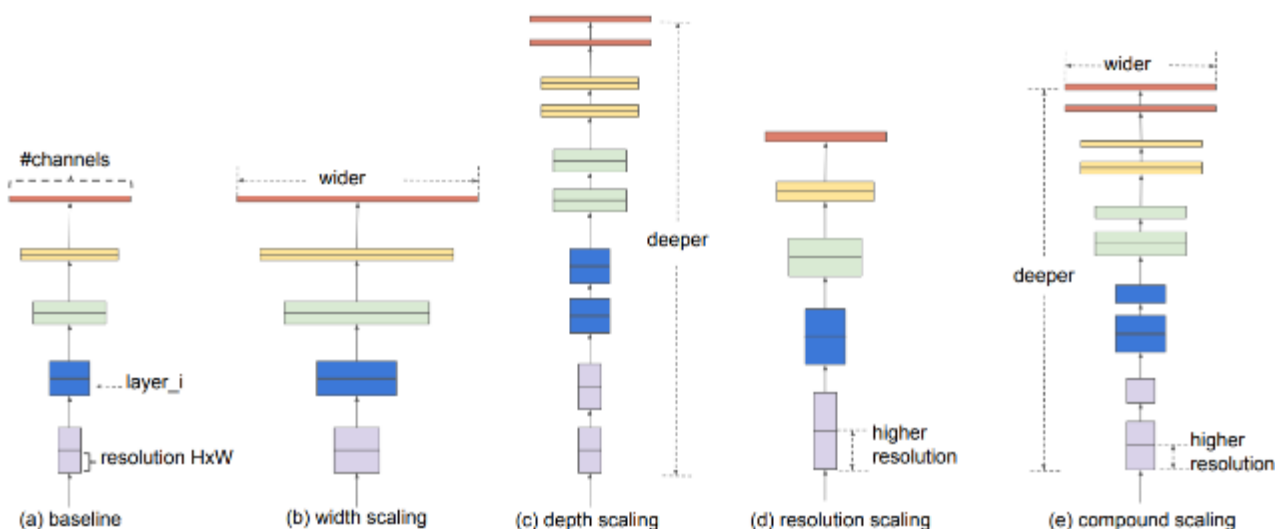 #channels
layer_i
resolution HxW
(a) baseline
wider
(b) width scaling
deeper
(c) depth scaling
higher
resolution
(d) resolution scaling
wider
deeper
higher
resolution
(e) compound scaling